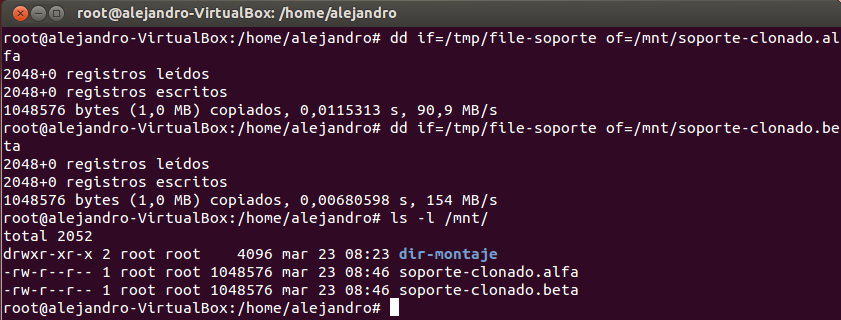 root@alejandro-VirtualBox: /home/alejandro
root@alejandro-VirtualBox:/home/alejandro# dd if=/tmp/file-soporte of=/mnt/soporte-clonado.al
fa
2048+0 registros leídos
2048+0 registros escritos
1048576 bytes (1,0 MB) copiados, 0,0115313 s, 90,9 MB/s
root@alejandro-VirtualBox:/home/alejandro# dd if=/tmp/file-soporte of=/mnt/soporte-clonado.be
ta
2048+0 registros leídos
2048+0 registros escritos
1048576 bytes (1,0 MB) copiados, 0,00680598 s, 154 MB/s
root@alejandro-VirtualBox:/home/alejandro# ls -l /mnt/
total 2052
drwxr-xr-x 2 root root    4096 mar 23 08:23 dir-montaje
-rw-r--r-- 1 root root 1048576 mar 23 08:46 soporte-clonado.alfa
-rw-r--r-- 1 root root 1048576 mar 23 08:46 soporte-clonado.beta
root@alejandro-VirtualBox:/home/alejandro#